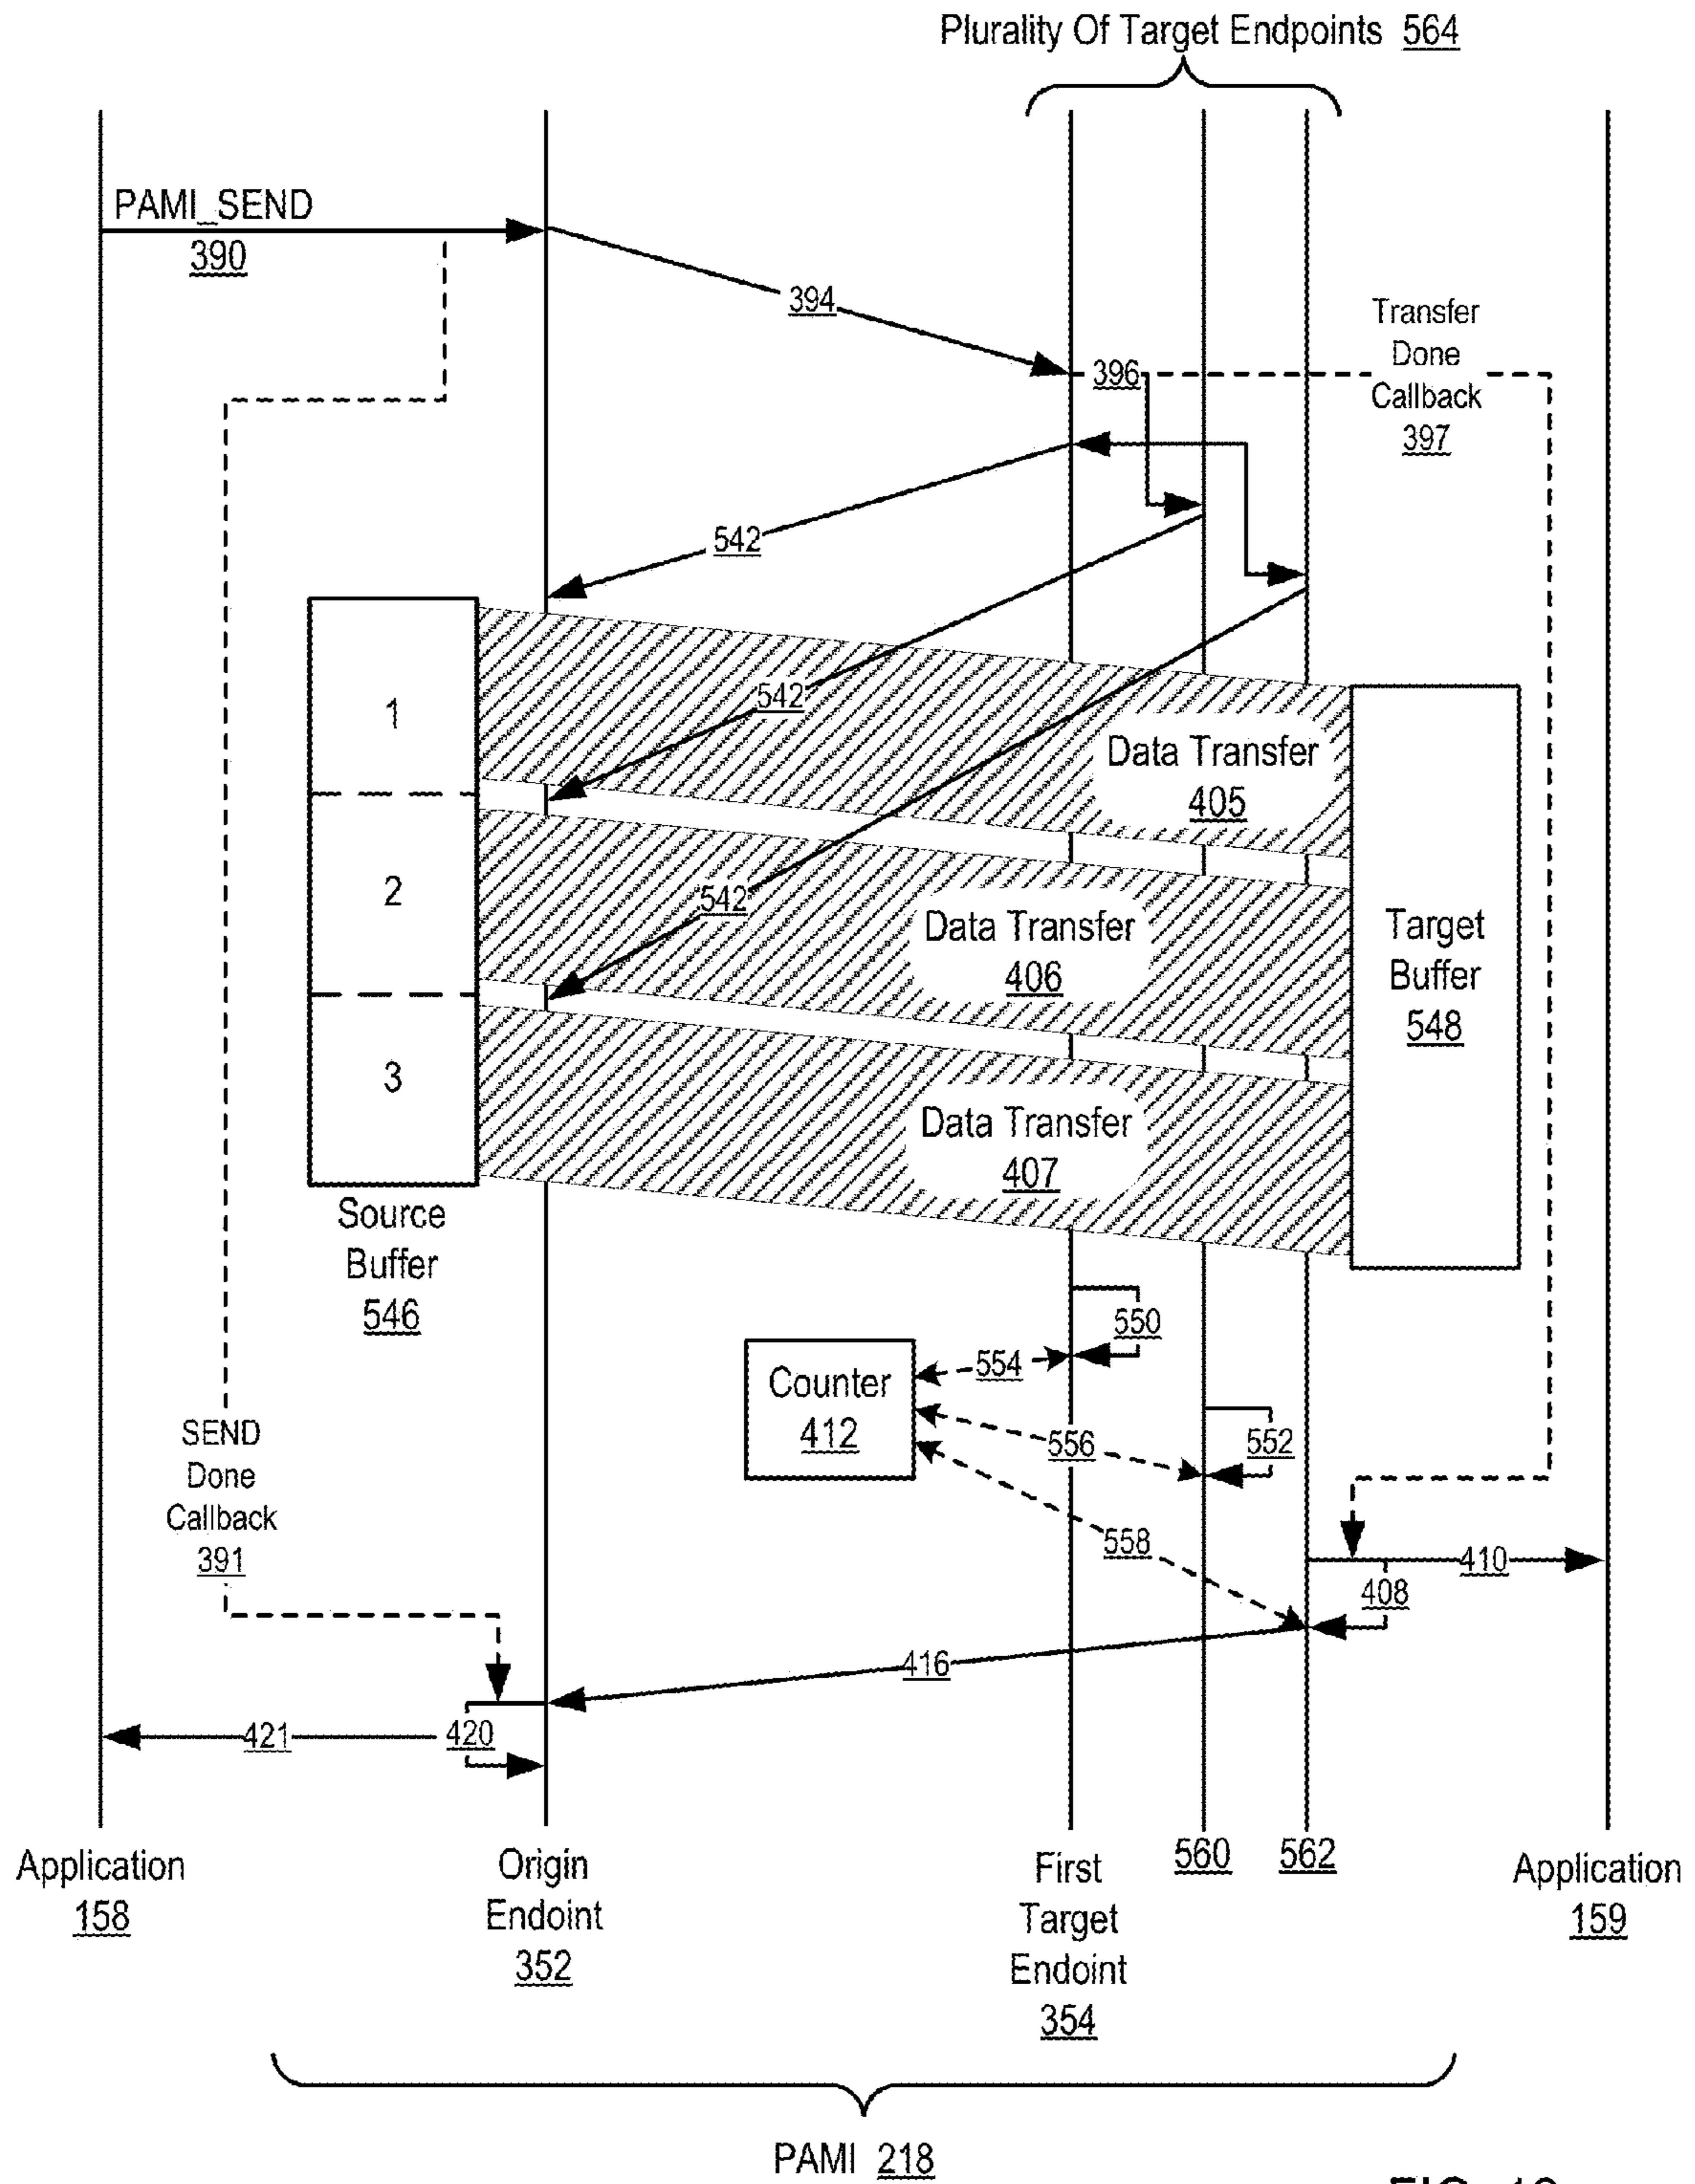 Plurality Of Target Endpoints 564
PAMI_SEND
390
394
396
Transfer
Done
Callback
397
542
542
542
1
2
3
Data Transfer
405
Data Transfer
406
Data Transfer
407
Target
Buffer
548
Source
Buffer
546
550
554
Counter
412
556
552
558
SEND
Done
Callback
391
410
408
416
421
420
Application
158
Origin
Endoint
352
First
Target
Endoint
354
560
562
Application
159
PAMI 218